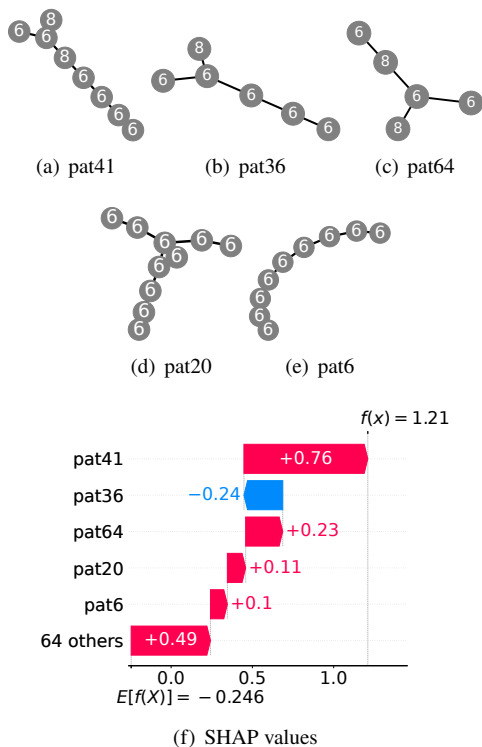 6 8 6 8 6 6 6 6
8 6 6 6 6 6
6 8 6 6 8
(a) pat41
(b) pat36
(c) pat64
6 6 6 6 6 6 6 6 6 6
6 6 6 6 6 6 6 6 6
(d) pat20
(e) pat6
f(x) = 1.21
pat41 +0.76
pat36 −0.24
pat64 +0.23
pat20 +0.11
pat6 +0.1
64 others +0.49
0.0 0.5 1.0
E[f(X)] = −0.246
(f) SHAP values